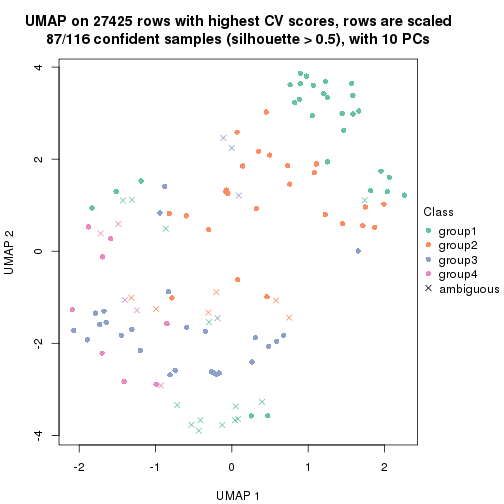 UMAP on 27425 rows with highest CV scores, rows are scaled
87/116 confident samples (silhouette > 0.5), with 10 PCs
4
2
0
-2
-4
UMAP 2
-2
-1
0
1
2
UMAP 1
Class
group1
group2
group3
group4
ambiguous